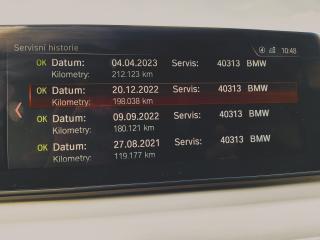 Servisní historie
10:48
OK Datum: 04.04.2023 Servis: 40313 BMW
Kilometry: 212.123 km
OK Datum: 20.12.2022 Servis: 40313 BMW
Kilometry: 198.038 km
OK Datum: 09.09.2022 Servis: 40313 BMW
Kilometry: 180.121 km
OK Datum: 27.08.2021 Servis: 40313 BMW
Kilometry: 119.177 km